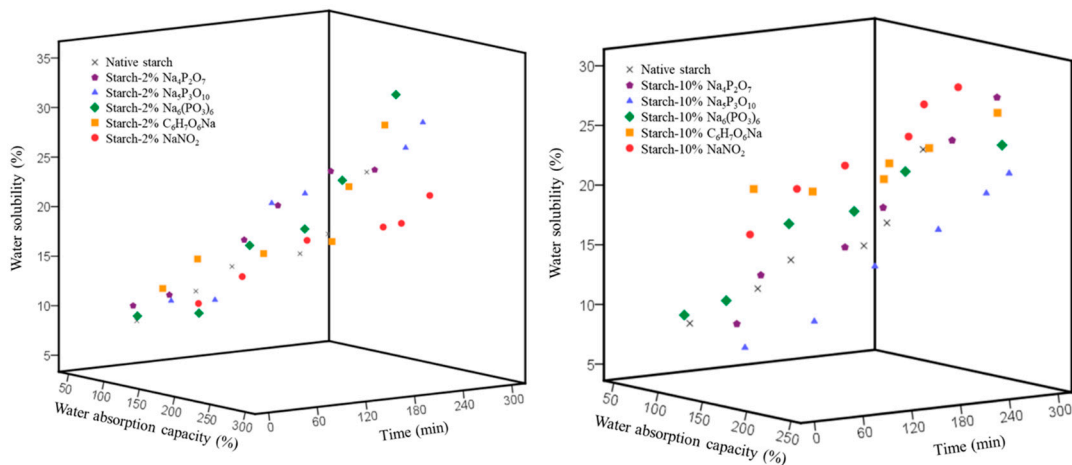 Water solubility (%)
35
30
25
20
15
10
5
Native starch
Starch-2% Na₄P₂O₇
Starch-2% Na₅P₃O₁₀
Starch-2% Na₆(PO₃)₆
Starch-2% C₆H₇O₆Na
Starch-2% NaNO₂
50
100
150
200
250
300
Water absorption capacity (%)
0
60
120
180
240
300
Time (min)
Water solubility (%)
30
25
20
15
10
5
Native starch
Starch-10% Na₄P₂O₇
Starch-10% Na₅P₃O₁₀
Starch-10% Na₆(PO₃)₆
Starch-10% C₆H₇O₆Na
Starch-10% NaNO₂
50
100
150
200
250
Water absorption capacity (%)
0
60
120
180
240
300
Time (min)